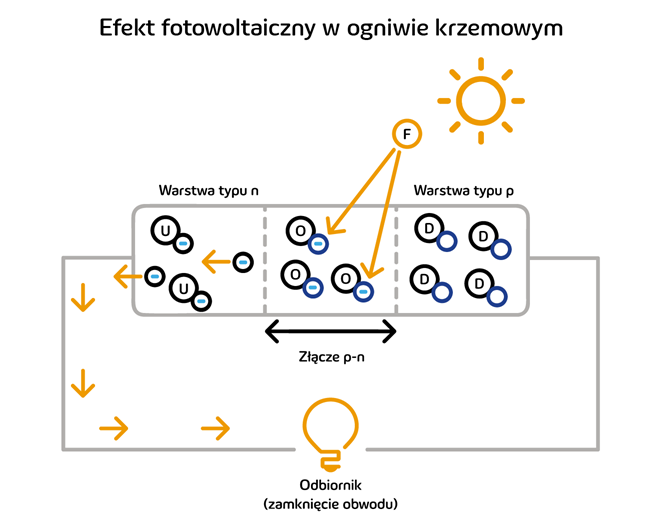 Efekt fotowoltaiczny w ogniwie krzemowym
F
Warstwa typu n
Warstwa typu p
U
O
D
D
O
O
D
D
U
Złącze p-n
Odbiornik
(zamknięcie obwodu)